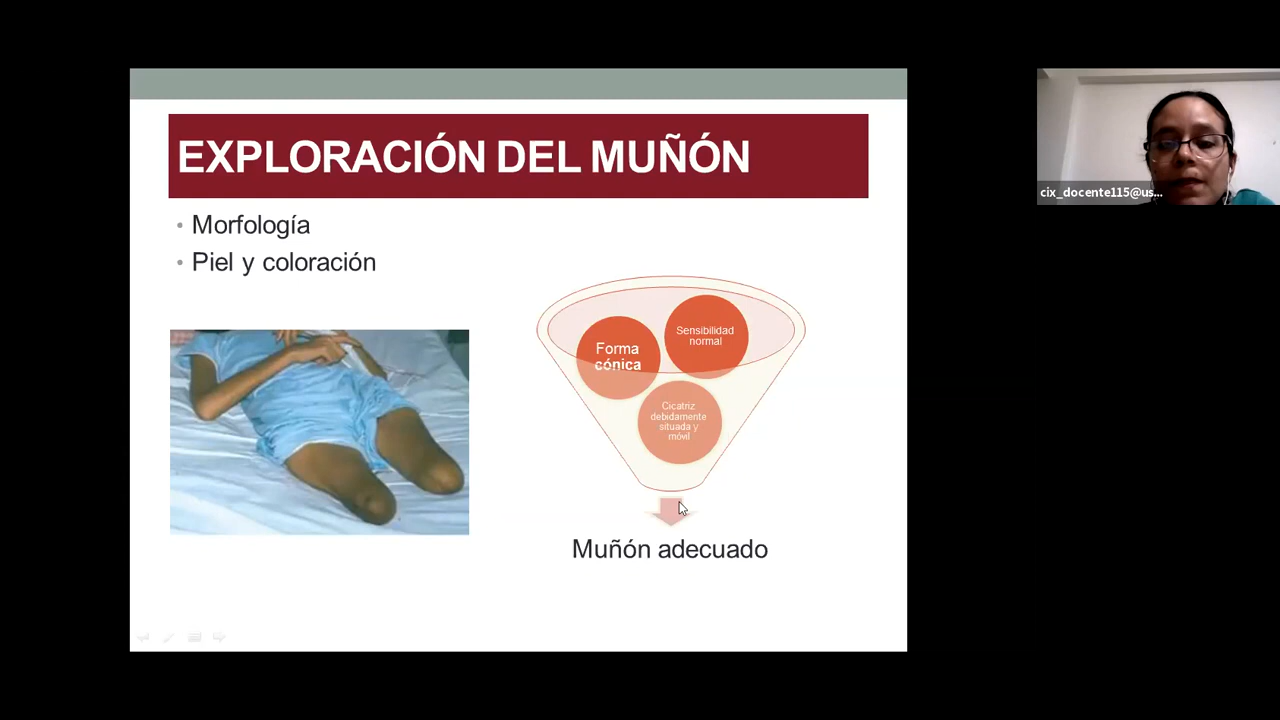 EXPLORACIÓN DEL MUÑÓN
• Morfología
• Piel y coloración
Forma
cónica
Sensibilidad
normal
Cicatriz
debidamente
situada y
móvil
Muñón adecuado
cix_docente115@us...